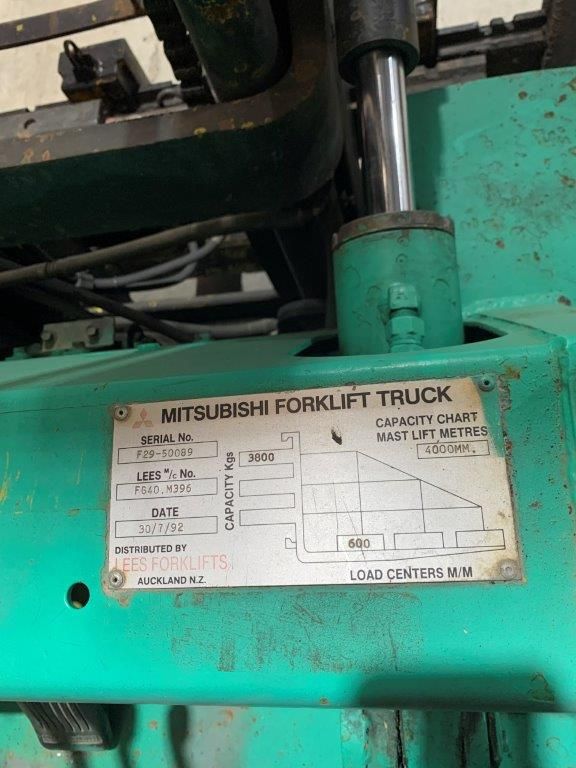 MITSUBISHI FORKLIFT TRUCK
SERIAL No.
F29-50089
LEES M/c No.
FG40.M396
DATE
30/7/92
DISTRIBUTED BY
LEES FORKLIFTS
AUCKLAND N.Z.
CAPACITY Kgs
3800
CAPACITY CHART
MAST LIFT METRES
4000MM.
600
LOAD CENTERS M/M